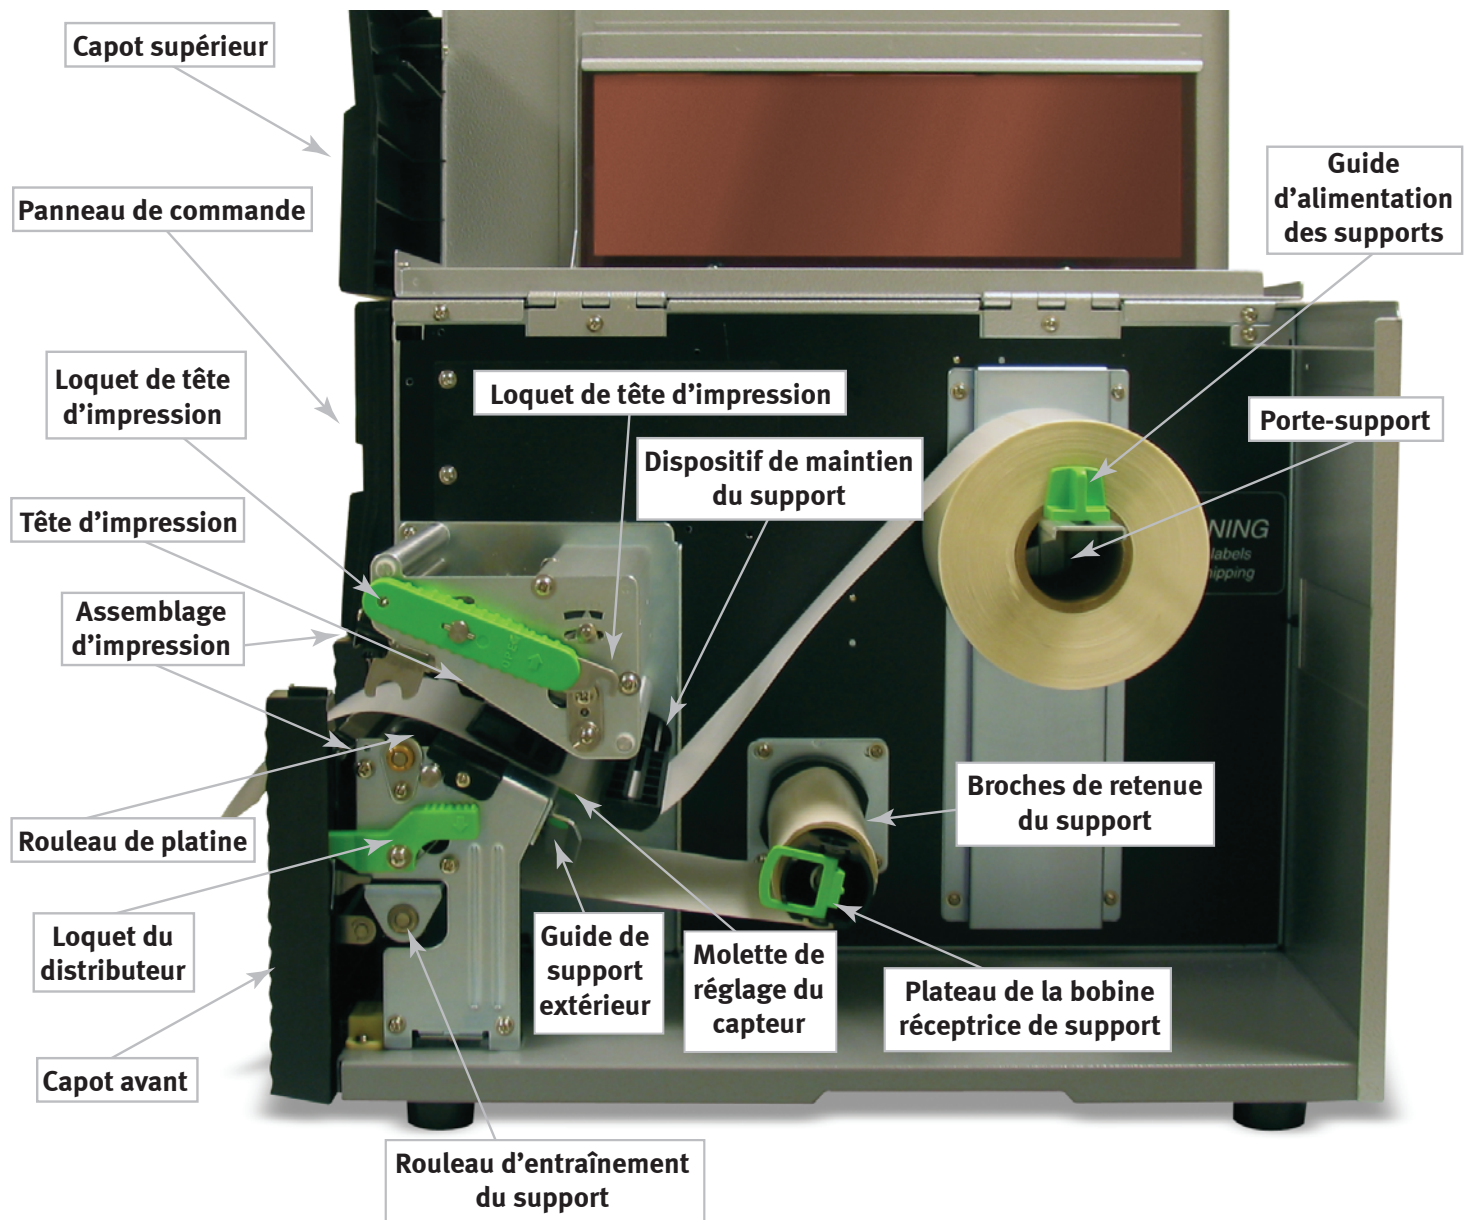 Capot supérieur
Panneau de commande
Guide
d’alimentation
des supports
Loquet de tête
d’impression
Loquet de tête d’impression
Porte-support
Dispositif de maintien
du support
Tête d’impression
NING
labels
hipping
Assemblage
d’impression
OPEN
Rouleau de platine
Broches de retenue
du support
Loquet du
distributeur
Guide de
support
extérieur
Molette de
réglage du
capteur
Plateau de la bobine
réceptrice de support
Capot avant
Rouleau d’entraînement
du support